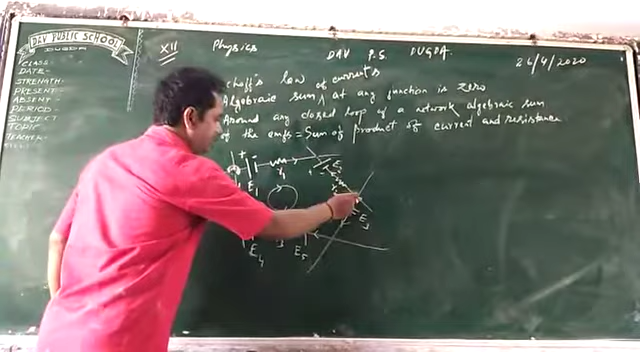 DAV PUBLIC SCHOOL
DUGDA
CLASS-
DATE-
STRENGTH-
PRESENT-
ABSENT-
PERIOD-
SUBJECT
TOPIC
TEACHER-
XII Physics DAV P.S. DUGDA. 26/4/2020
hoff's law of currents
Algebraic sum at any junction is zero
Around any closed loop of a network algebraic sum
of the emfs = Sum of product of current and resistance
+ -
E1 r1
E2
E3
E4
E5